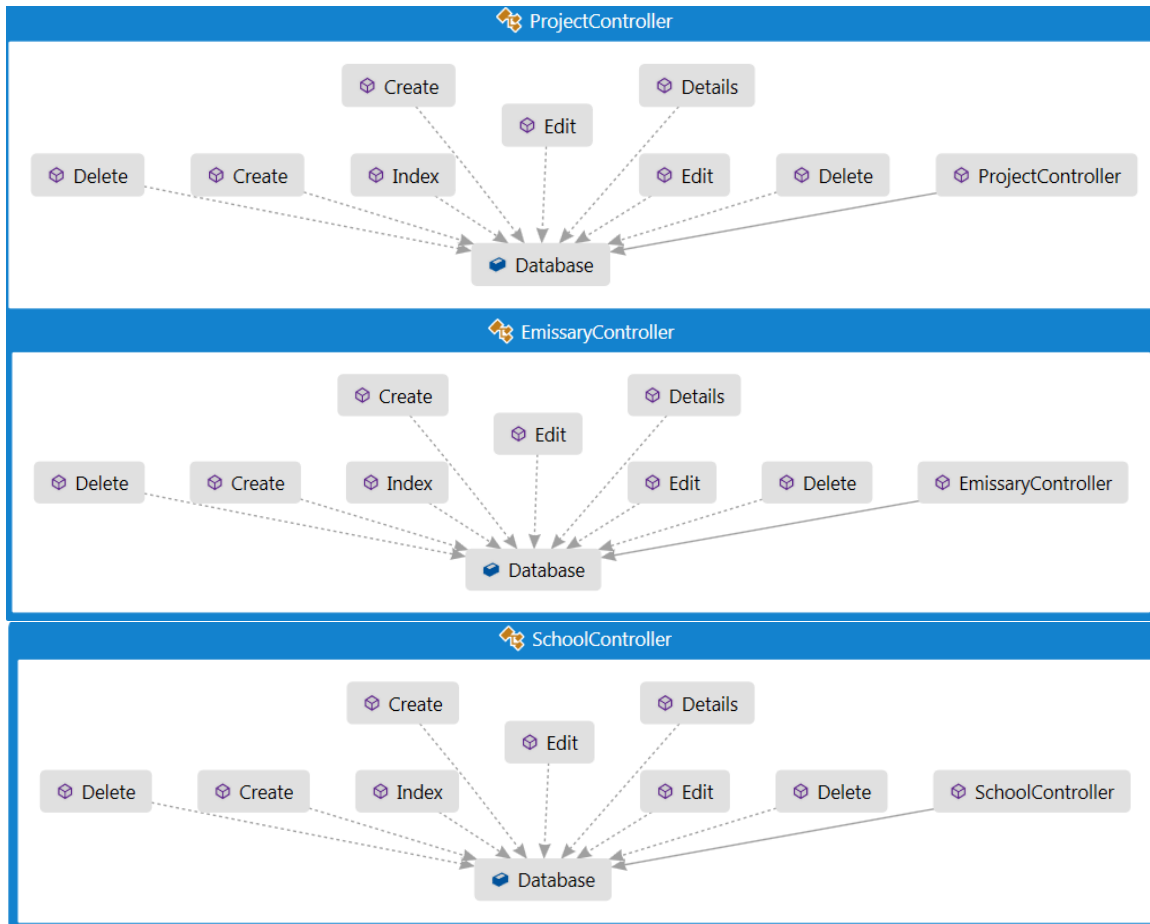 ProjectController
Create
Details
Edit
Delete
Create
Index
Edit
Delete
ProjectController
Database
EmissaryController
Create
Details
Edit
Delete
Create
Index
Edit
Delete
EmissaryController
Database
SchoolController
Create
Details
Edit
Delete
Create
Index
Edit
Delete
SchoolController
Database